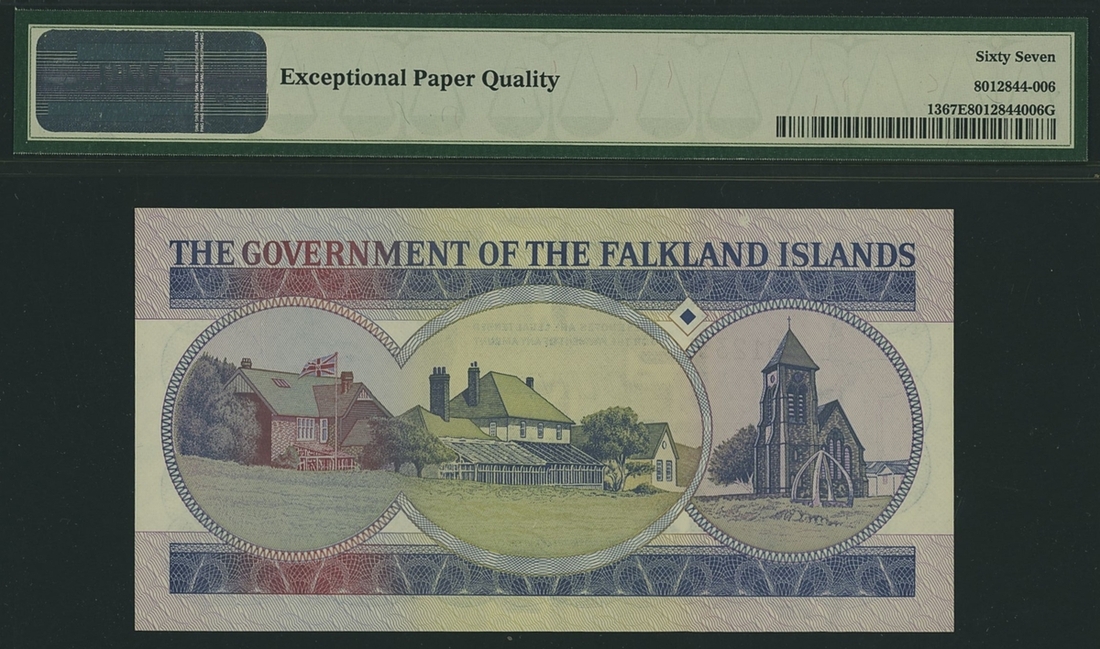 Exceptional Paper Quality
Sixty Seven
8012844-006
1367E8012844006G
THE GOVERNMENT OF THE FALKLAND ISLANDS